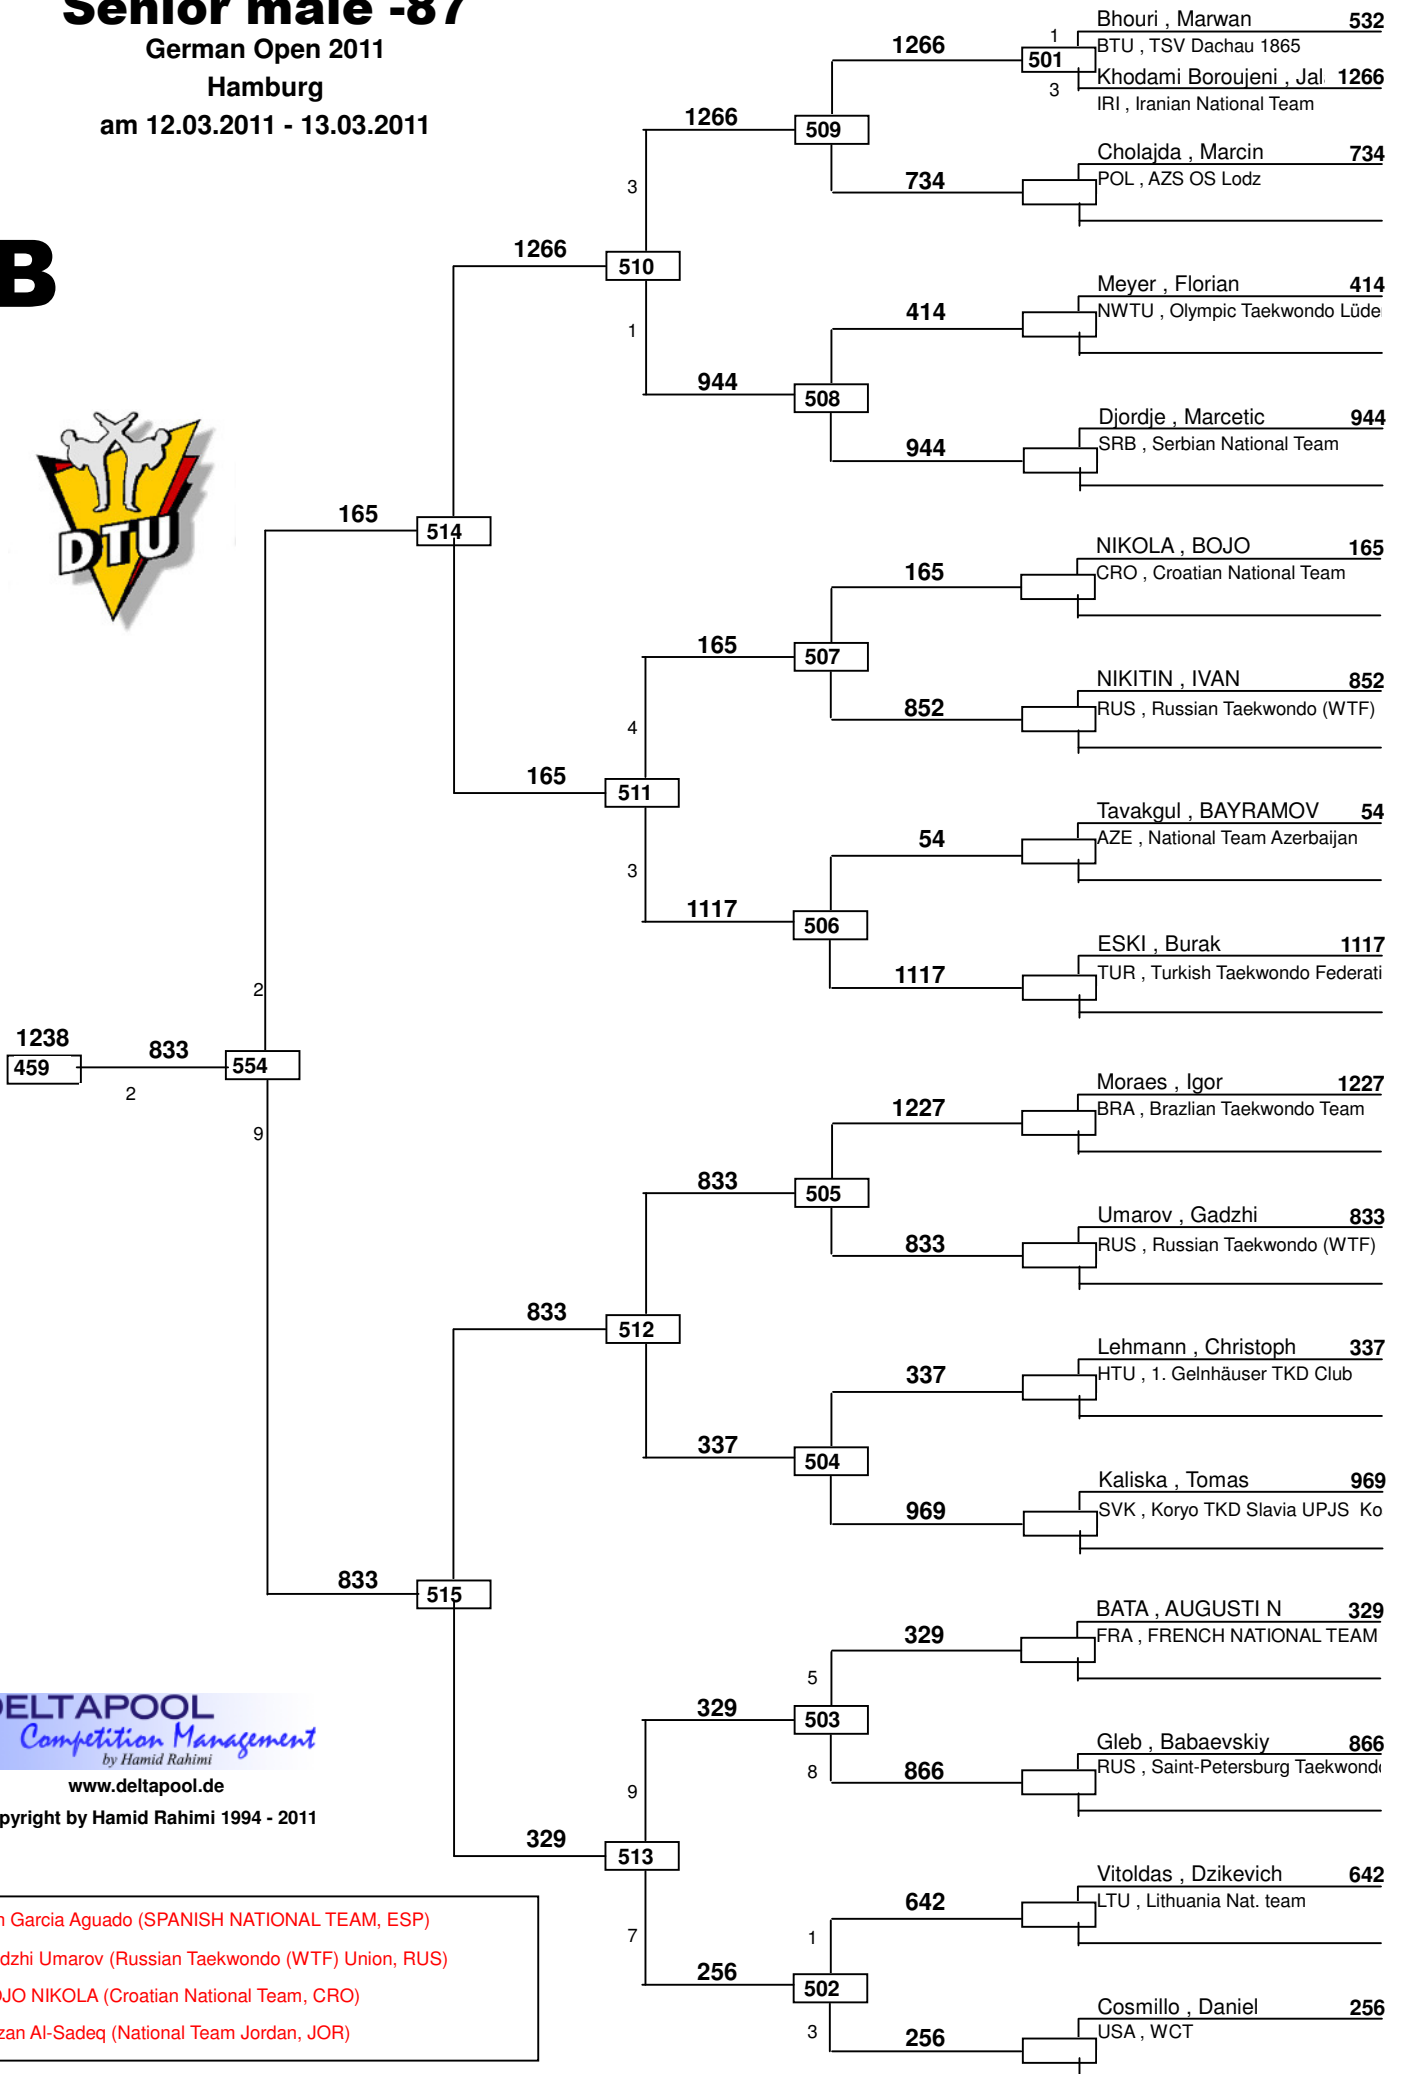 Senior male -87
German Open 2011
Hamburg
am 12.03.2011 - 13.03.2011
B
DTU
Bhouri , Marwan 532
BTU , TSV Dachau 1865
1
501
3
1266
Khodami Boroujeni , Jal 1266
IRI , Iranian National Team
1266
509
Cholajda , Marcin 734
POL , AZS OS Lodz
734
3
1266
510
1
Meyer , Florian 414
NWTU , Olympic Taekwondo Lüde
414
944
508
Djordje , Marcetic 944
SRB , Serbian National Team
944
165
514
NIKOLA , BOJO 165
CRO , Croatian National Team
165
165
507
NIKITIN , IVAN 852
RUS , Russian Taekwondo (WTF)
852
4
165
511
3
Tavakgul , BAYRAMOV 54
AZE , National Team Azerbaijan
54
1117
506
ESKI , Burak 1117
TUR , Turkish Taekwondo Federati
1117
2
1238
459
833
2
554
9
Moraes , Igor 1227
BRA , Brazlian Taekwondo Team
1227
833
505
Umarov , Gadzhi 833
RUS , Russian Taekwondo (WTF)
833
833
512
Lehmann , Christoph 337
HTU , 1. Gelnhäuser TKD Club
337
337
504
Kaliska , Tomas 969
SVK , Koryo TKD Slavia UPJS Ko
969
833
515
BATA , AUGUSTI N 329
FRA , FRENCH NATIONAL TEAM
329
5
329
503
8
Gleb , Babaevskiy 866
RUS , Saint-Petersburg Taekwond
866
9
329
513
7
Vitoldas , Dzikevich 642
LTU , Lithuania Nat. team
642
1
256
502
3
Cosmillo , Daniel 256
USA , WCT
256
DELTAPOOL
Competition Management
by Hamid Rahimi
www.deltapool.de
pyright by Hamid Rahimi 1994 - 2011
Garcia Aguado (SPANISH NATIONAL TEAM, ESP)
dzhi Umarov (Russian Taekwondo (WTF) Union, RUS)
OJO NIKOLA (Croatian National Team, CRO)
zan Al-Sadeq (National Team Jordan, JOR)